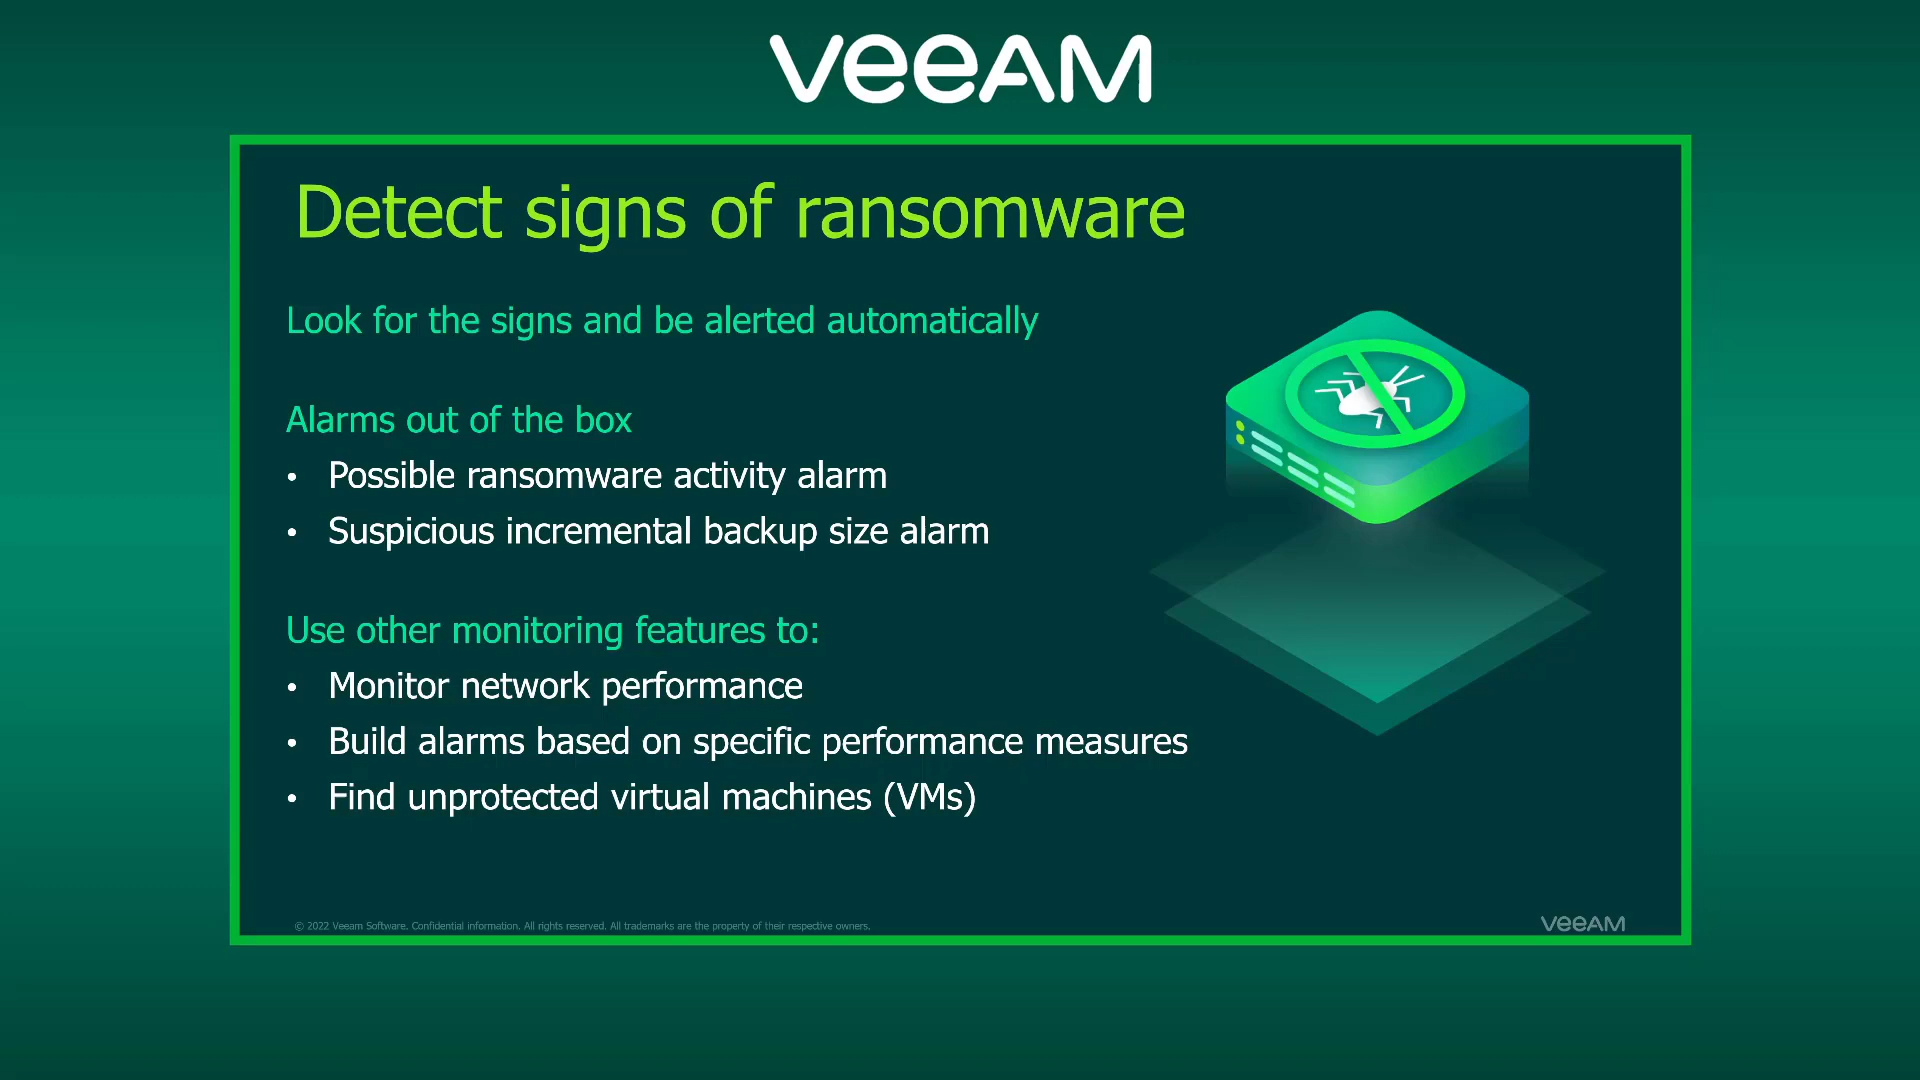 veeAM
Detect signs of ransomware
Look for the signs and be alerted automatically
Alarms out of the box
• Possible ransomware activity alarm
• Suspicious incremental backup size alarm
Use other monitoring features to:
• Monitor network performance
• Build alarms based on specific performance measures
• Find unprotected virtual machines (VMs)
© 2022 Veeam Software. Confidential information. All rights reserved. All trademarks are the property of their respective owners.
veeAM